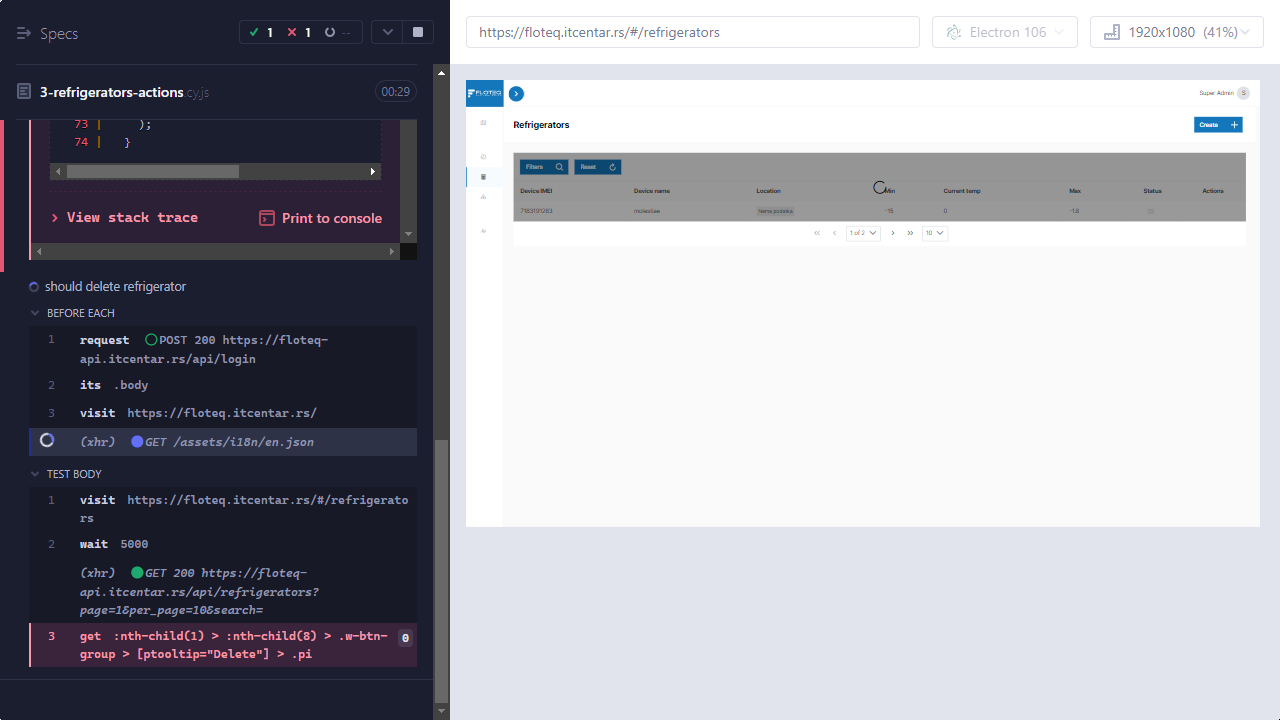 Specs
1
1
--
3-refrigerators-actions.cy.js
00:29
73 | );
74 | }
View stack trace
Print to console
should delete refrigerator
BEFORE EACH
1 request POST 200 https://floteq-
api.itcentar.rs/api/login
2 its .body
3 visit https://floteq.itcentar.rs/
(xhr) GET /assets/i18n/en.json
TEST BODY
1 visit https://floteq.itcentar.rs/#/refrigerato
rs
2 wait 5000
(xhr) GET 200 https://floteq-
api.itcentar.rs/api/refrigerators?
page=1&per_page=10&search=
3 get :nth-child(1) > :nth-child(8) > .w-btn- 0
group > [ptooltip="Delete"] > .pi
https://floteq.itcentar.rs/#/refrigerators
Electron 106
1920x1080 (41%)
FLOTEQ
Super Admin S
Refrigerators
Create
Filters
Reset
Device IMEI Device name Location Min Current temp Max Status Actions
7183191283 molestiae Nema podatka -15 0 -1.8
1 of 2
10